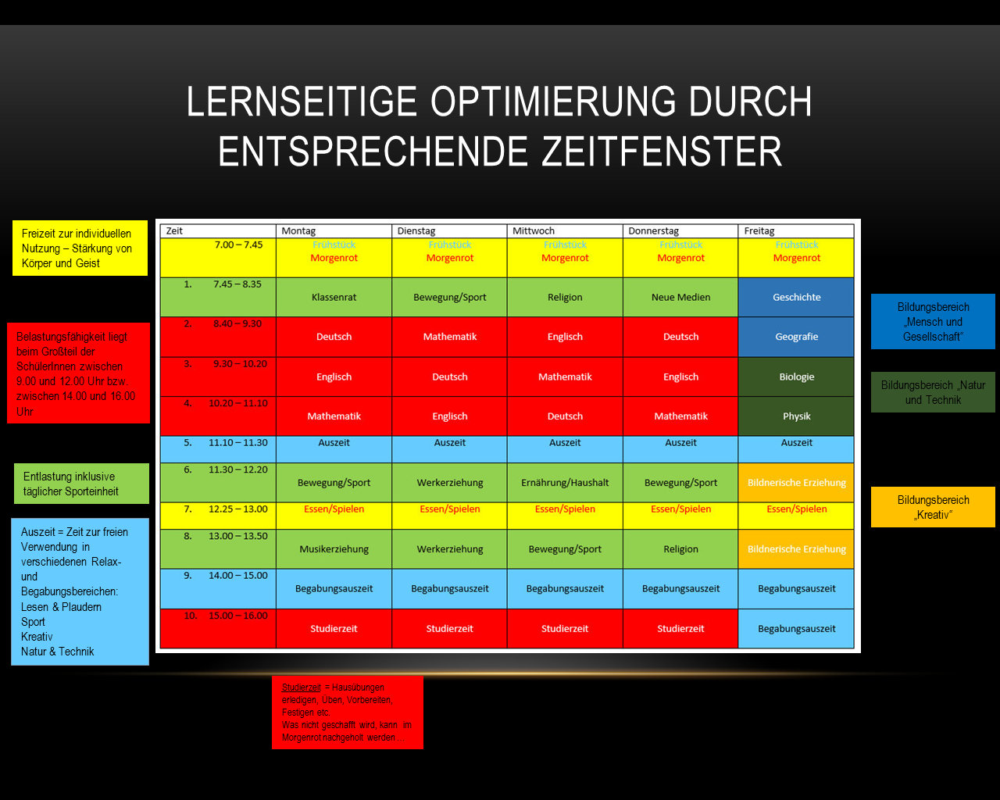 LERNSEITIGE OPTIMIERUNG DURCH
ENTSPRECHENDE ZEITFENSTER
Freizeit zur individuellen
Nutzung – Stärkung von
Körper und Geist
Belastungsfähigkeit liegt
beim Großteil der
SchülerInnen zwischen
9.00 und 12.00 Uhr bzw.
zwischen 14.00 und 16.00
Uhr
Entlastung inklusive
täglicher Sporteinheit
Auszeit = Zeit zur freien
Verwendung in
verschiedenen Relax-
und
Begabungsbereichen:
Lesen & Plaudern
Sport
Kreativ
Natur & Technik
Zeit Montag Dienstag Mittwoch Donnerstag Freitag
7.00 – 7.45 Frühstück Frühstück Frühstück Frühstück Frühstück
Morgenrot Morgenrot Morgenrot Morgenrot Morgenrot
1. 7.45 – 8.35
Klassenrat Bewegung/Sport Religion Neue Medien Geschichte
2. 8.40 – 9.30
Deutsch Mathematik Englisch Deutsch Geografie
3. 9.30 – 10.20
Englisch Deutsch Mathematik Englisch Biologie
4. 10.20 – 11.10
Mathematik Englisch Deutsch Mathematik Physik
5. 11.10 – 11.30 Auszeit Auszeit Auszeit Auszeit Auszeit
6. 11.30 – 12.20
Bewegung/Sport Werkerziehung Ernährung/Haushalt Bewegung/Sport Bildnerische Erziehung
7. 12.25 – 13.00 Essen/Spielen Essen/Spielen Essen/Spielen Essen/Spielen Essen/Spielen
8. 13.00 – 13.50
Musikerziehung Werkerziehung Bewegung/Sport Religion Bildnerische Erziehung
9. 14.00 – 15.00
Begabungsauszeit Begabungsauszeit Begabungsauszeit Begabungsauszeit Begabungsauszeit
10. 15.00 – 16.00
Studierzeit Studierzeit Studierzeit Studierzeit Begabungsauszeit
Bildungsbereich
„Mensch und
Gesellschaft“
Bildungsbereich „Natur
und Technik
Bildungsbereich
„Kreativ“
Studierzeit = Hausübungen
erledigen, Üben, Vorbereiten,
Festigen etc.
Was nicht geschafft wird, kann im
Morgenrot nachgeholt werden